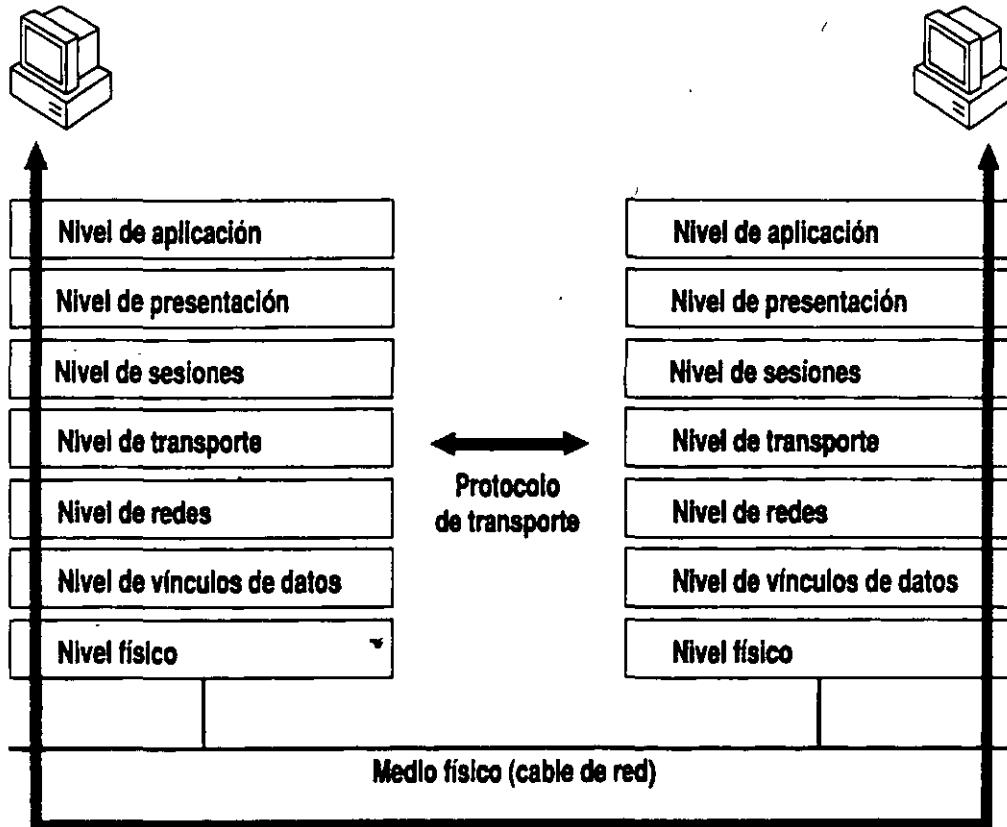 Nivel de aplicación
Nivel de presentación
Nivel de sesiones
Nivel de transporte
Nivel de redes
Nivel de vínculos de datos
Nivel físico
Protocolo
de transporte
Nivel de aplicación
Nivel de presentación
Nivel de sesiones
Nivel de transporte
Nivel de redes
Nivel de vínculos de datos
Nivel físico
Medio físico (cable de red)